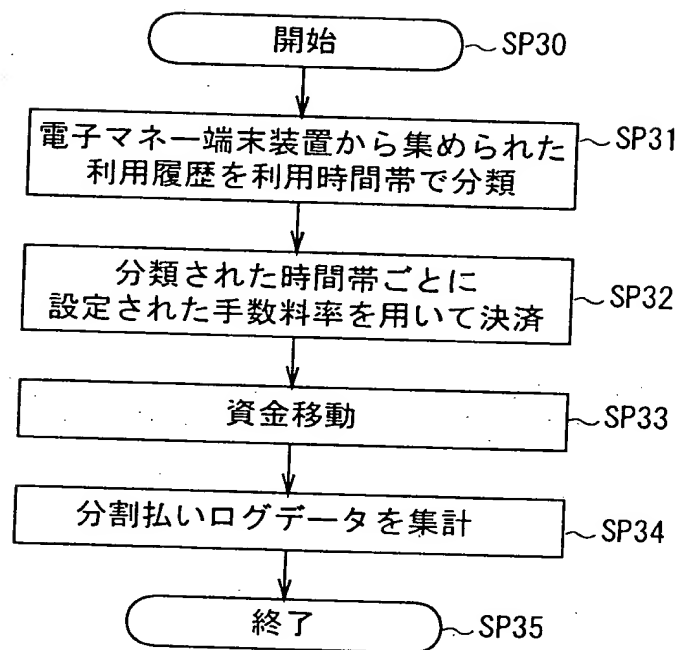 開始
SP30
電子マネー端末装置から集められた
利用履歴を利用時間帯で分類
SP31
分類された時間帯ごとに
設定された手数料率を用いて決済
SP32
資金移動
SP33
分割払いログデータを集計
SP34
終了
SP35